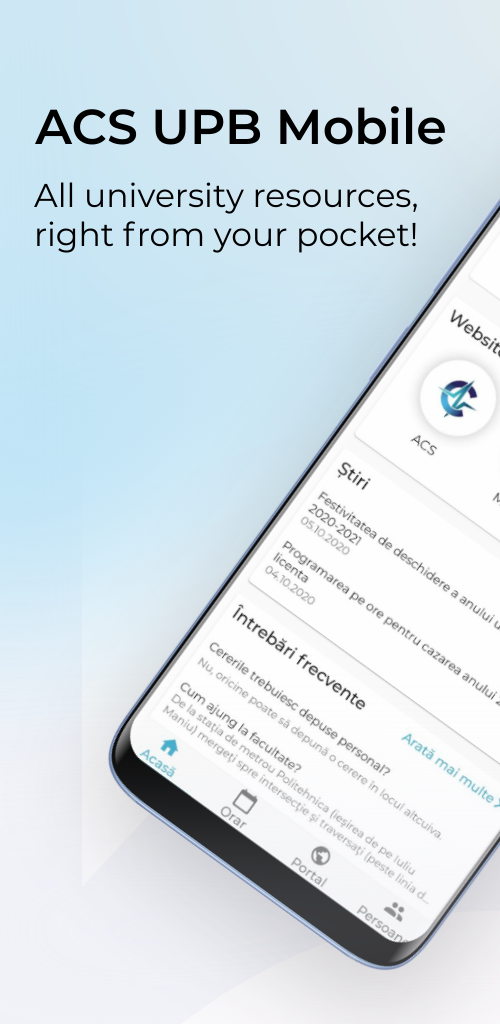 ACS UPB Mobile
All university resources,
right from your pocket!
ACS
Știri
Festivitatea de deschidere a anului
2020-2021
05.10.2020
Programarea pe ore pentru cazarea anului
licenta
04.10.2020
Întrebări frecvente
Cererile trebuiesc depuse personal?
Nu, oricine poate să depună o cerere in locul altcuiva.
Cum ajung la facultate?
De la stația de metrou Politehnica (ieșirea de pe Iuliu
Maniu) mergeți spre intersecție și traversați (peste linia d...
Arată mai multe
Acasă
Orar
Portal